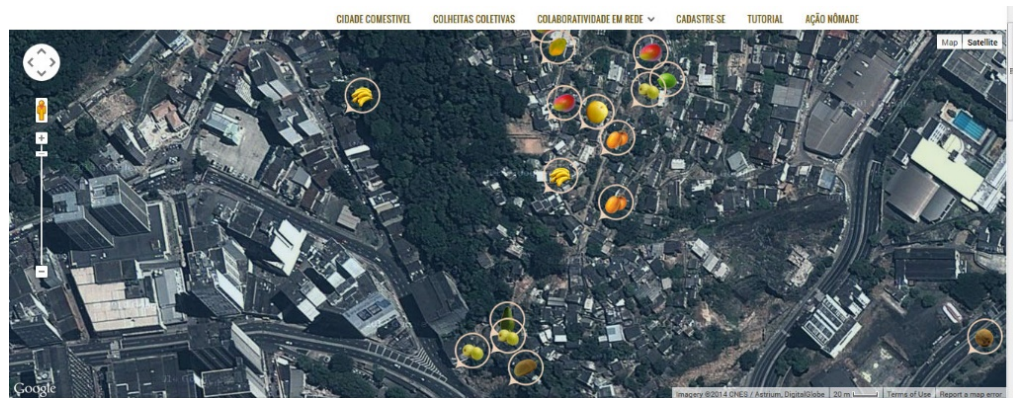 CIDADE COMESTIVEL COLHEITAS COLETIVAS COLABORATIVIDADE EM REDE CADASTRE-SE TUTORIAL AÇÃO NÔMADE
Map Satellite
Google
Imagery ©2014 CNES / Astrium, DigitalGlobe 20 m Terms of Use Report a map error